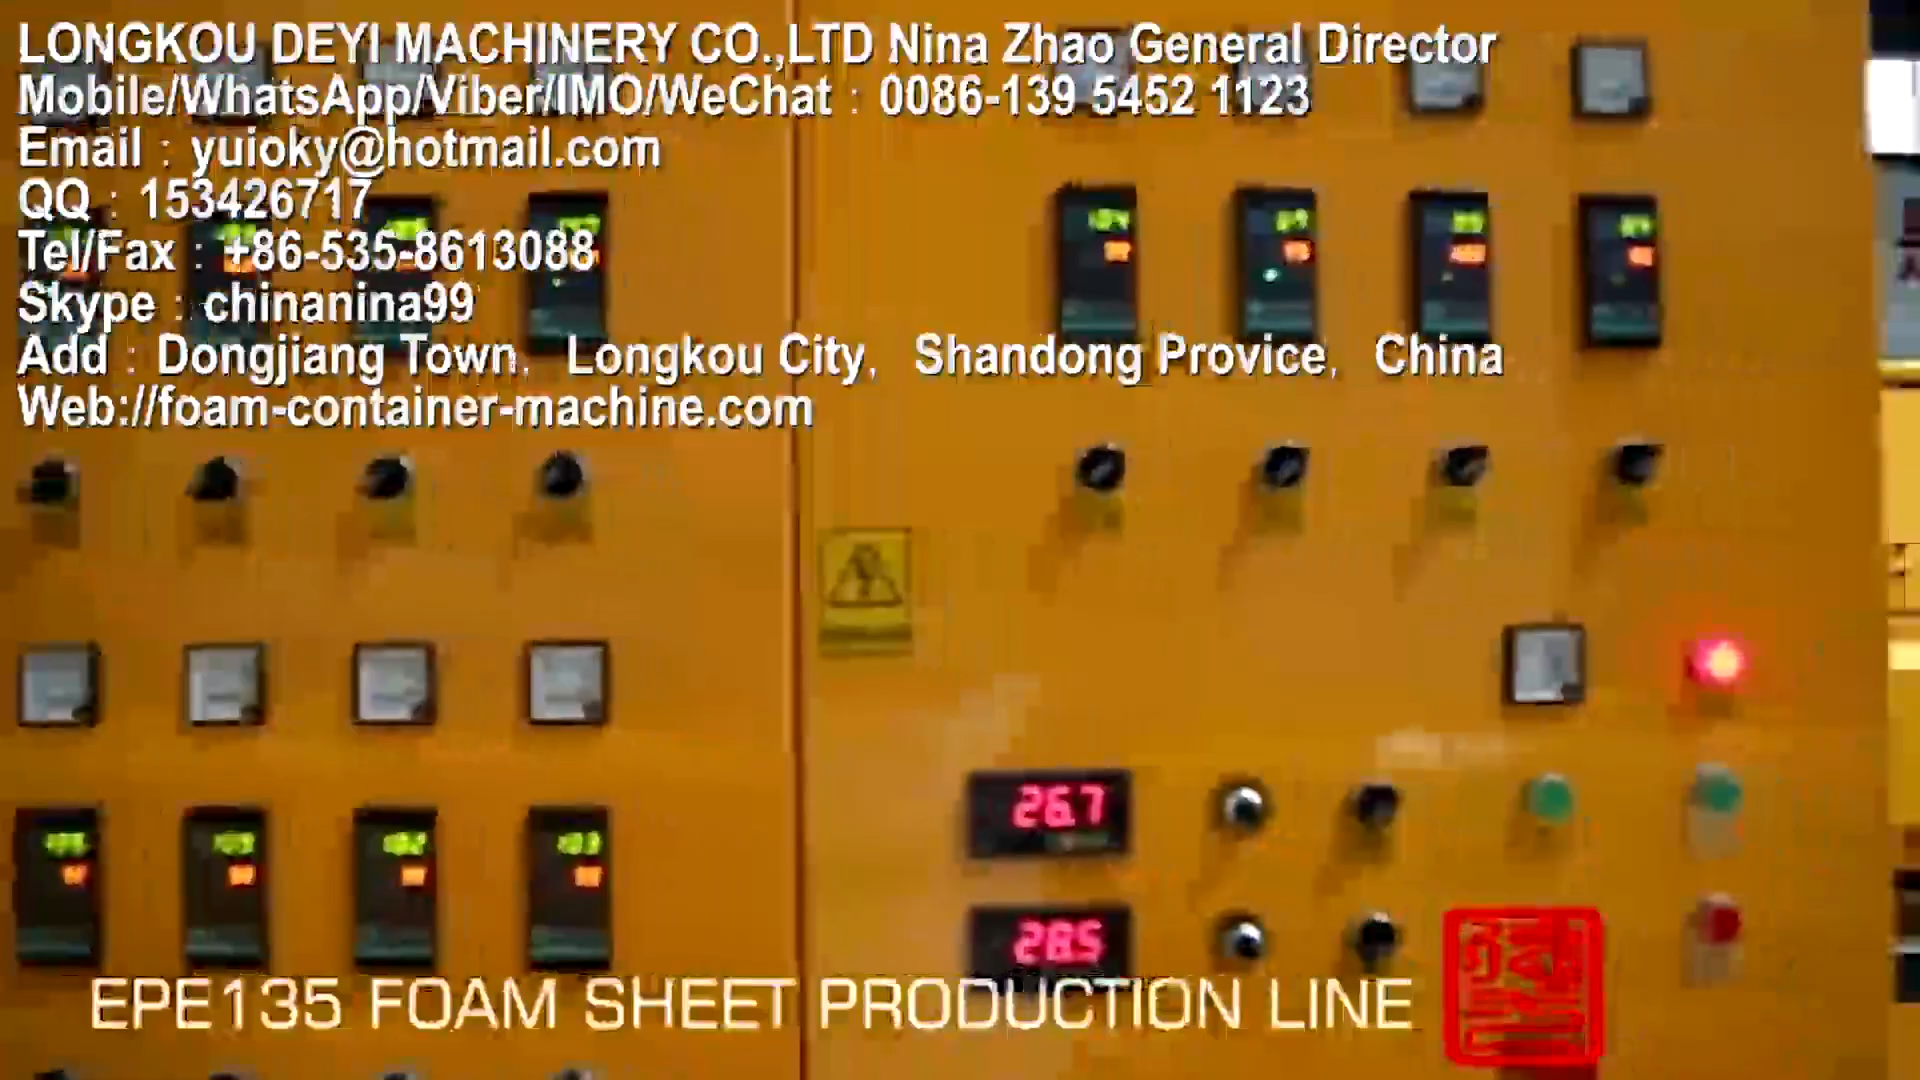 LONGKOU DEYI MACHINERY CO.,LTD Nina Zhao General Director
Mobile/WhatsApp/Viber/IMO/WeChat：0086-139 5452 1123
Email：yuioky@hotmail.com
QQ：153426717
Tel/Fax：+86-535-8613088
Skype：chinanina99
Add：Dongjiang Town，Longkou City，Shandong Provice，China
Web://foam-container-machine.com
26.7
28.5
EPE135 FOAM SHEET PRODUCTION LINE